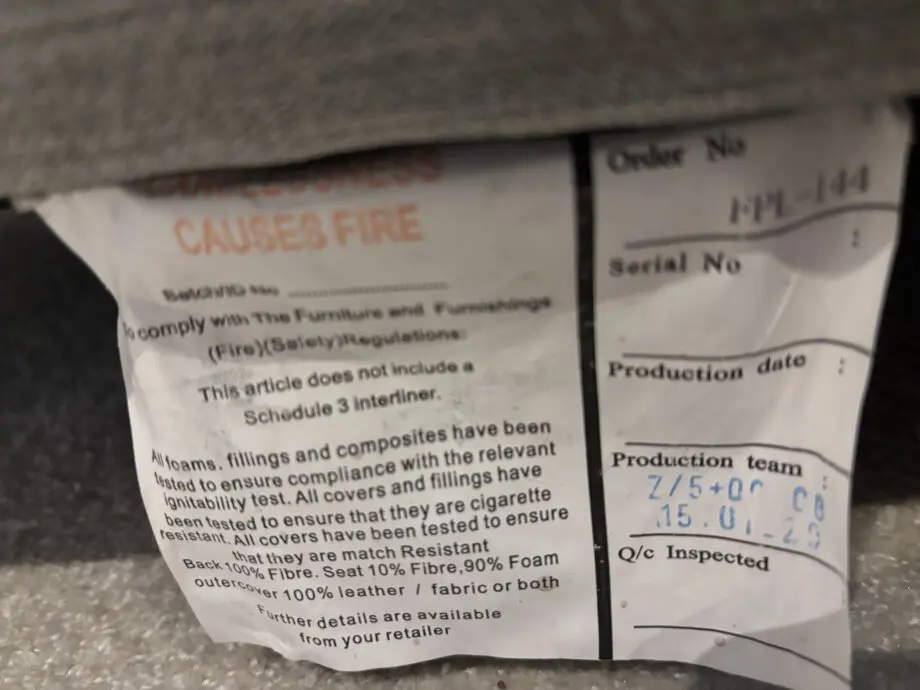 CARELESSNESS
CAUSES FIRE
Batch/ID No
To comply with The Furniture and Furnishings
(Fire)(Safety)Regulations:
This article does not include a
Schedule 3 interliner.
All foams, fillings and composites have been
tested to ensure compliance with the relevant
ignitability test. All covers and fillings have
been tested to ensure that they are cigarette
resistant. All covers have been tested to ensure
that they are match Resistant
Back 100% Fibre. Seat 10% Fibre,90% Foam
outercover 100% leather / fabric or both
Further details are available
from your retailer
Order No
FPL-144
Serial No :
Production date :
Production team :
Q/c Inspected